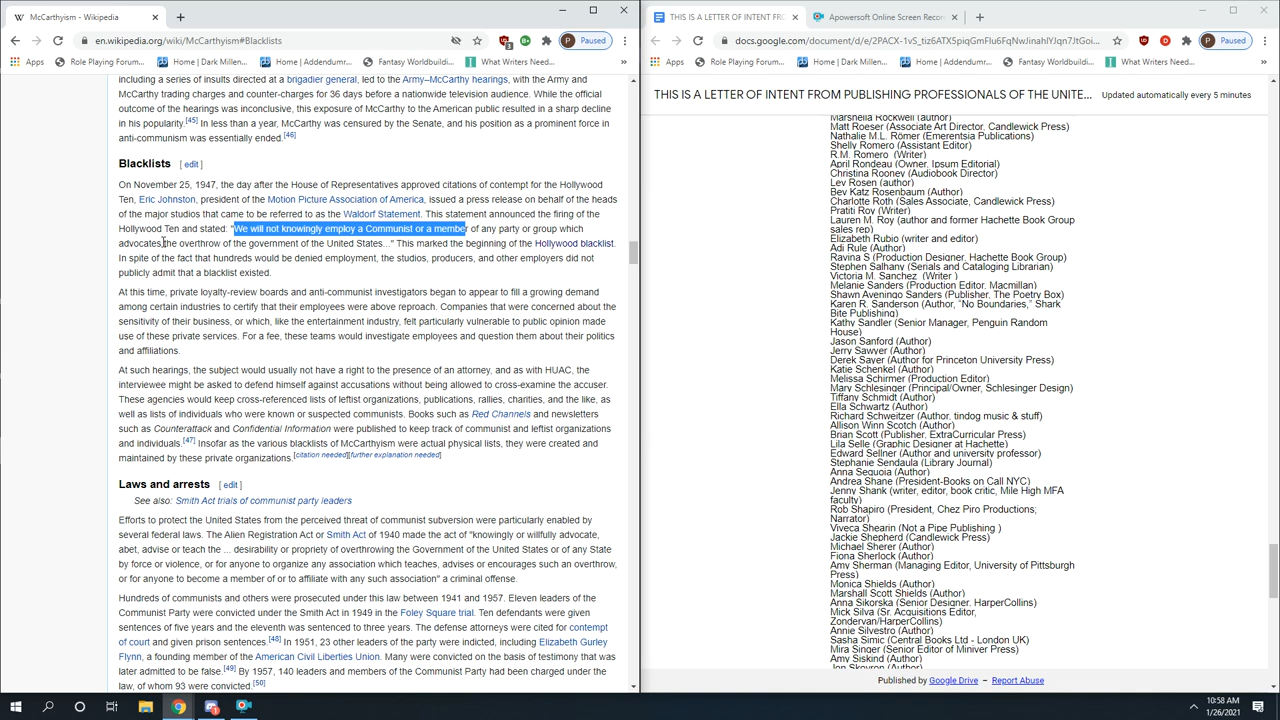 McCarthyism - Wikipedia
en.wikipedia.org/wiki/McCarthyism#Blacklists
Paused
Apps
Role Playing Forum...
Home | Dark Millen...
Home | Addendumr...
Fantasy Worldbuildi...
What Writers Need...
including a series of insults directed at a brigadier general, led to the Army–McCarthy hearings, with the Army and
McCarthy trading charges and counter-charges for 36 days before a nationwide television audience. While the official
outcome of the hearings was inconclusive, this exposure of McCarthy to the American public resulted in a sharp decline
in his popularity.[45] In less than a year, McCarthy was censured by the Senate, and his position as a prominent force in
anti-communism was essentially ended.[46]
Blacklists [ edit ]
On November 25, 1947, the day after the House of Representatives approved citations of contempt for the Hollywood
Ten, Eric Johnston, president of the Motion Picture Association of America, issued a press release on behalf of the heads
of the major studios that came to be referred to as the Waldorf Statement. This statement announced the firing of the
Hollywood Ten and stated: "We will not knowingly employ a Communist or a member of any party or group which
advocates the overthrow of the government of the United States..." This marked the beginning of the Hollywood blacklist.
In spite of the fact that hundreds would be denied employment, the studios, producers, and other employers did not
publicly admit that a blacklist existed.
At this time, private loyalty-review boards and anti-communist investigators began to appear to fill a growing demand
among certain industries to certify that their employees were above reproach. Companies that were concerned about the
sensitivity of their business, or which, like the entertainment industry, felt particularly vulnerable to public opinion made
use of these private services. For a fee, these teams would investigate employees and question them about their politics
and affiliations.
At such hearings, the subject would usually not have a right to the presence of an attorney, and as with HUAC, the
interviewee might be asked to defend himself against accusations without being allowed to cross-examine the accuser.
These agencies would keep cross-referenced lists of leftist organizations, publications, rallies, charities, and the like, as
well as lists of individuals who were known or suspected communists. Books such as Red Channels and newsletters
such as Counterattack and Confidential Information were published to keep track of communist and leftist organizations
and individuals.[47] Insofar as the various blacklists of McCarthyism were actual physical lists, they were created and
maintained by these private organizations.[citation needed][further explanation needed]
Laws and arrests [ edit ]
See also: Smith Act trials of communist party leaders
Efforts to protect the United States from the perceived threat of communist subversion were particularly enabled by
several federal laws. The Alien Registration Act or Smith Act of 1940 made the act of "knowingly or willfully advocate,
abet, advise or teach the ... desirability or propriety of overthrowing the Government of the United States or of any State
by force or violence, or for anyone to organize any association which teaches, advises or encourages such an overthrow,
or for anyone to become a member of or to affiliate with any such association" a criminal offense.
Hundreds of communists and others were prosecuted under this law between 1941 and 1957. Eleven leaders of the
Communist Party were convicted under the Smith Act in 1949 in the Foley Square trial. Ten defendants were given
sentences of five years and the eleventh was sentenced to three years. The defense attorneys were cited for contempt
of court and given prison sentences.[48] In 1951, 23 other leaders of the party were indicted, including Elizabeth Gurley
Flynn, a founding member of the American Civil Liberties Union. Many were convicted on the basis of testimony that was
later admitted to be false.[49] By 1957, 140 leaders and members of the Communist Party had been charged under the
law, of whom 93 were convicted.[50]
THIS IS A LETTER OF INTENT FRO
Apowersoft Online Screen Reco
Paused
Apps
Role Playing Forum...
Home | Dark Millen...
Home | Addendumr...
Fantasy Worldbuildi...
What Writers Need...
THIS IS A LETTER OF INTENT FROM PUBLISHING PROFESSIONALS OF THE UNITE... Updated automatically every 5 minutes
Marshella Rockwell (author)
Matt Roeser (Associate Art Director, Candlewick Press)
Nathalie M.L. Römer (Emerentsia Publications)
Shelly Romero (Assistant Editor)
R.M. Romero (Writer)
April Rondeau (Owner, Ipsum Editorial)
Christina Rooney (Audiobook Director)
Lev Rosen (author)
Bev Katz Rosenbaum (Author)
Charlotte Roth (Sales Associate, Candlewick Press)
Pratiti Roy (Writer)
Lauren M. Roy (author and former Hachette Book Group
sales rep)
Elizabeth Rubio (writer and editor)
Adi Rule (Author)
Ravina S (Production Designer, Hachette Book Group)
Stephen Salhany (Serials and Cataloging Librarian)
Victoria M. Sanchez (Writer )
Melanie Sanders (Production Editor, Macmillan)
Shawn Aveningo Sanders (Publisher, The Poetry Box)
Karen R. Sanderson (Author, "No Boundaries," Shark
Bite Publishing)
Kathy Sandler (Senior Manager, Penguin Random
House)
Jason Sanford (Author)
Jerry Sawyer (Author)
Derek Sayer (Author for Princeton University Press)
Katie Schenkel (Author)
Melissa Schirmer (Production Editor)
Mary Schlesinger (Principal/Owner, Schlesinger Design)
Tiffany Schmidt (Author)
Ella Schwartz (Author)
Richard Schweitzer (Author, tindog music & stuff)
Allison Winn Scotch (Author)
Brian Scott (Publisher, ExtraCurricular Press)
Lila Selle (Graphic Designer at Hachette)
Edward Sellner (Author and university professor)
Stephanie Sendaula (Library Journal)
Anna Sequoia (Author)
Andrea Shane (President-Books on Call NYC)
Jenny Shank (writer, editor, book critic, Mile High MFA
faculty)
Rob Shapiro (President, Chez Piro Productions;
Narrator)
Viveca Shearin (Not a Pipe Publishing )
Jackie Shepherd (Candlewick Press)
Michael Sherer (Author)
Fiona Sherlock (Author)
Amy Sherman (Managing Editor, University of Pittsburgh
Press)
Monica Shields (Author)
Marshall Scott Shields (Author)
Anna Sikorska (Senior Designer, HarperCollins)
Mick Silva (Sr. Acquisitions Editor,
Zondervan/HarperCollins)
Annie Silvestro (Author)
Sasha Simic (Central Books Ltd - London UK)
Mira Singer (Senior Editor of Miniver Press)
Amy Siskind (Author)
Published by Google Drive – Report Abuse
10:58 AM
1/26/2021